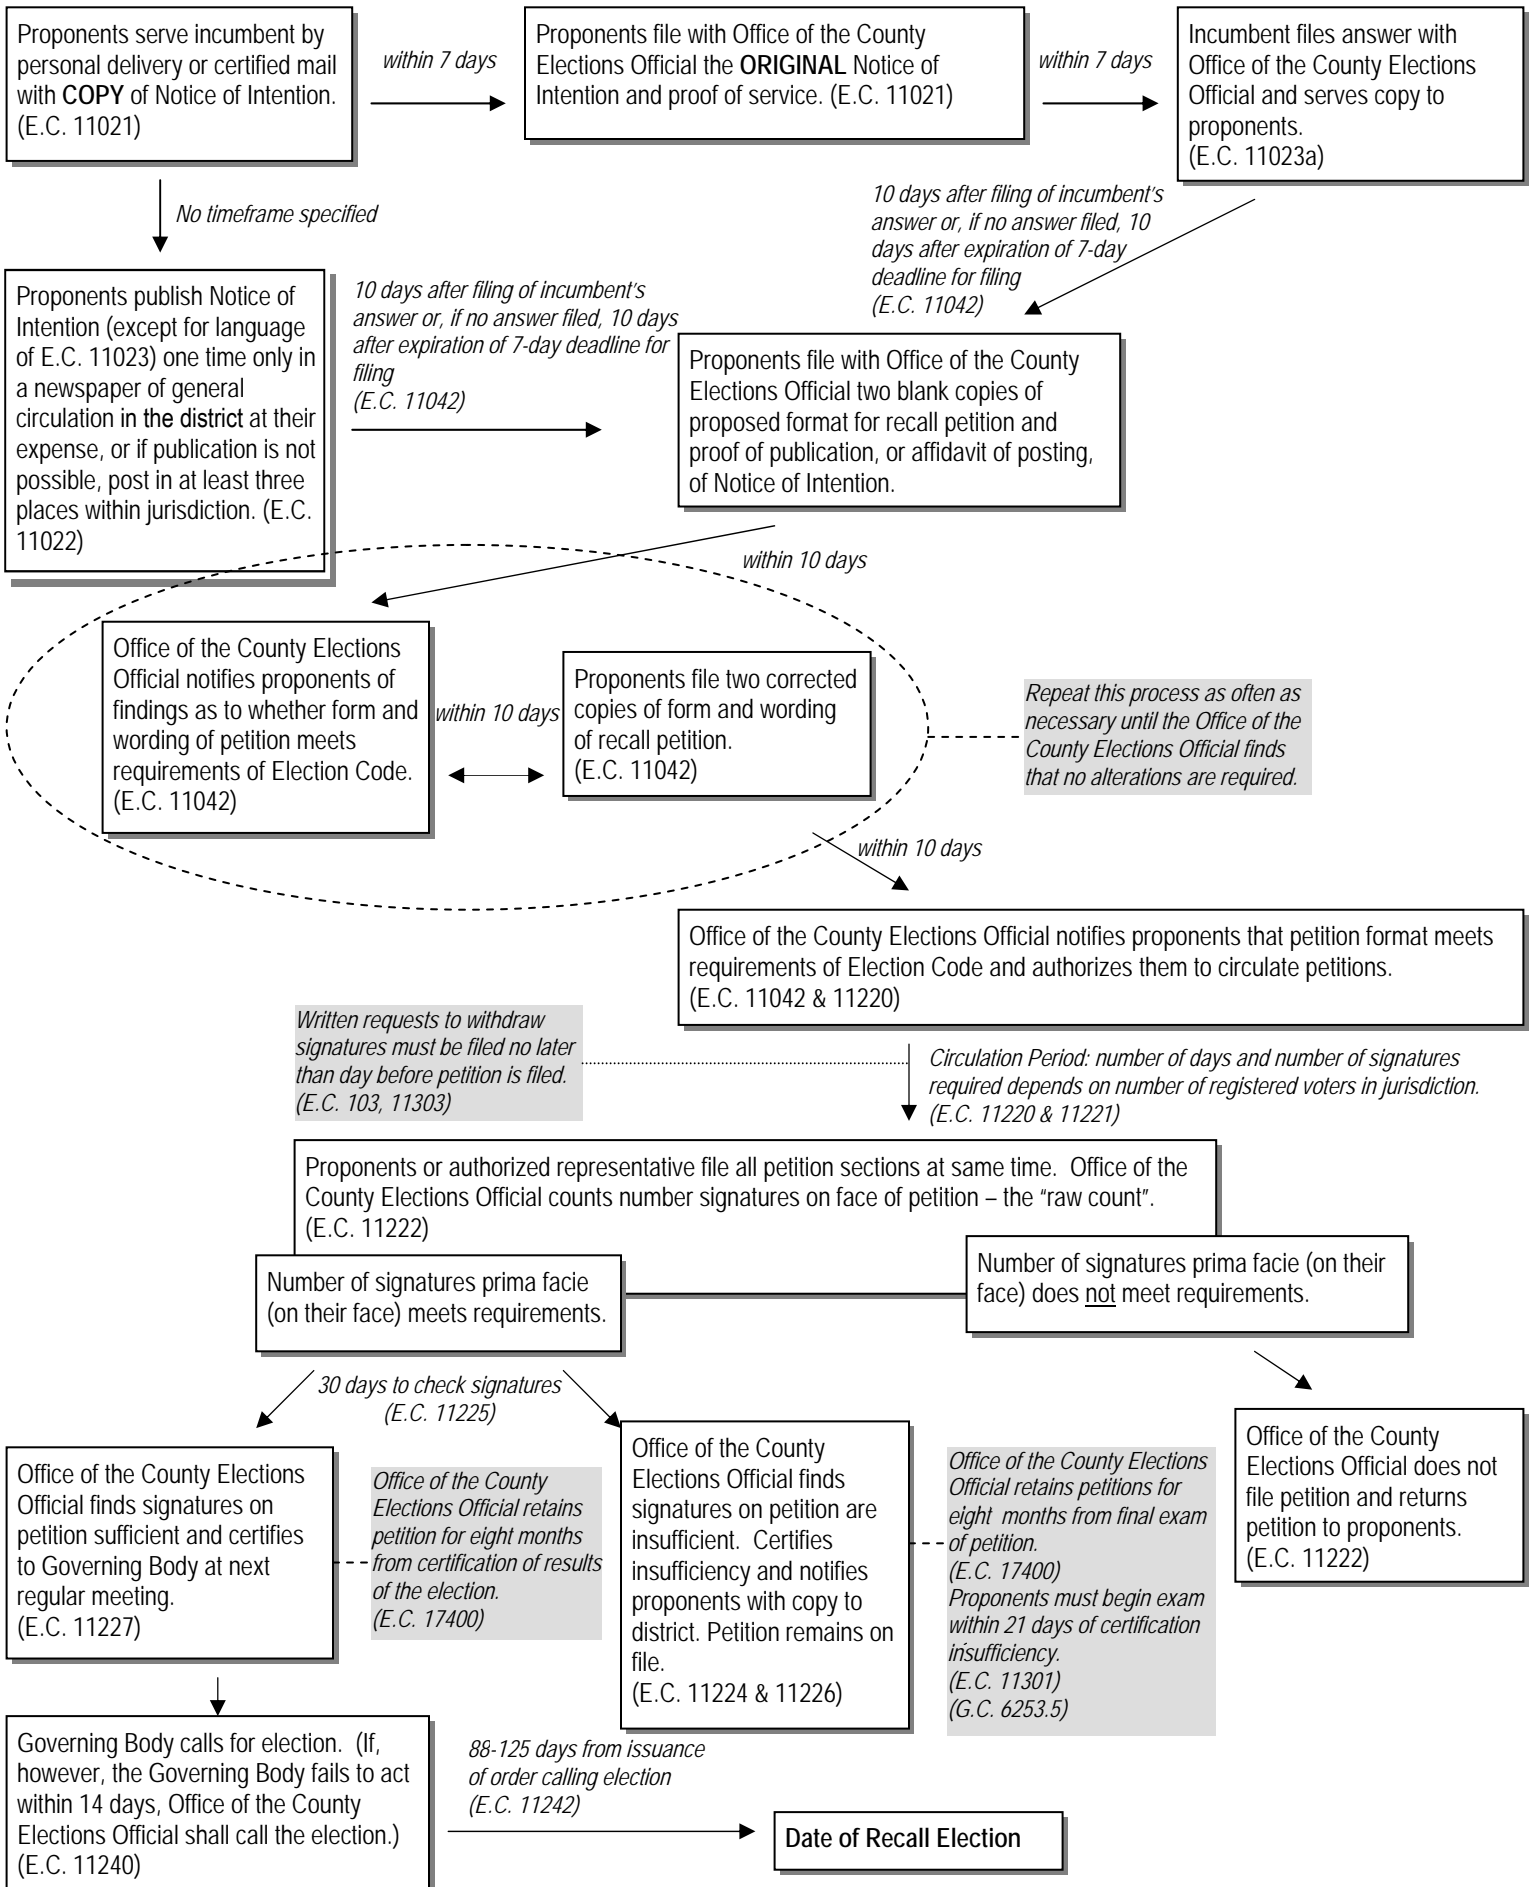 Proponents serve incumbent by
personal delivery or certified mail
with COPY of Notice of Intention.
(E.C. 11021)
within 7 days
Proponents file with Office of the County
Elections Official the ORIGINAL Notice of
Intention and proof of service. (E.C. 11021)
within 7 days
Incumbent files answer with
Office of the County Elections
Official and serves copy to
proponents.
(E.C. 11023a)
No timeframe specified
10 days after filing of incumbent's
answer or, if no answer filed, 10
days after expiration of 7-day
deadline for filing
(E.C. 11042)
Proponents publish Notice of
Intention (except for language
of E.C. 11023) one time only in
a newspaper of general
circulation in the district at their
expense, or if publication is not
possible, post in at least three
places within jurisdiction. (E.C.
11022)
10 days after filing of incumbent's
answer or, if no answer filed, 10 days
after expiration of 7-day deadline for
filing
(E.C. 11042)
Proponents file with Office of the County
Elections Official two blank copies of
proposed format for recall petition and
proof of publication, or affidavit of posting,
of Notice of Intention.
within 10 days
Office of the County Elections
Official notifies proponents of
findings as to whether form and
wording of petition meets
requirements of Election Code.
(E.C. 11042)
within 10 days
Proponents file two corrected
copies of form and wording
of recall petition.
(E.C. 11042)
Repeat this process as often as
necessary until the Office of the
County Elections Official finds
that no alterations are required.
within 10 days
Office of the County Elections Official notifies proponents that petition format meets
requirements of Election Code and authorizes them to circulate petitions.
(E.C. 11042 & 11220)
Written requests to withdraw
signatures must be filed no later
than day before petition is filed.
(E.C. 103, 11303)
Circulation Period: number of days and number of signatures
required depends on number of registered voters in jurisdiction.
(E.C. 11220 & 11221)
Proponents or authorized representative file all petition sections at same time.  Office of the
County Elections Official counts number signatures on face of petition – the "raw count".
(E.C. 11222)
Number of signatures prima facie
(on their face) meets requirements.
Number of signatures prima facie (on their
face) does not meet requirements.
30 days to check signatures
(E.C. 11225)
Office of the County Elections
Official finds signatures on
petition sufficient and certifies
to Governing Body at next
regular meeting.
(E.C. 11227)
Office of the County
Elections Official retains
petition for eight months
from certification of results
of the election.
(E.C. 17400)
Office of the County
Elections Official finds
signatures on petition are
insufficient.  Certifies
insufficiency and notifies
proponents with copy to
district. Petition remains on
file.
(E.C. 11224 & 11226)
Office of the County Elections
Official retains petitions for
eight  months from final exam
of petition.
(E.C. 17400)
Proponents must begin exam
within 21 days of certification
insufficiency.
(E.C. 11301)
(G.C. 6253.5)
Office of the County
Elections Official does not
file petition and returns
petition to proponents.
(E.C. 11222)
Governing Body calls for election.  (If,
however, the Governing Body fails to act
within 14 days, Office of the County
Elections Official shall call the election.)
(E.C. 11240)
88-125 days from issuance
of order calling election
(E.C. 11242)
Date of Recall Election